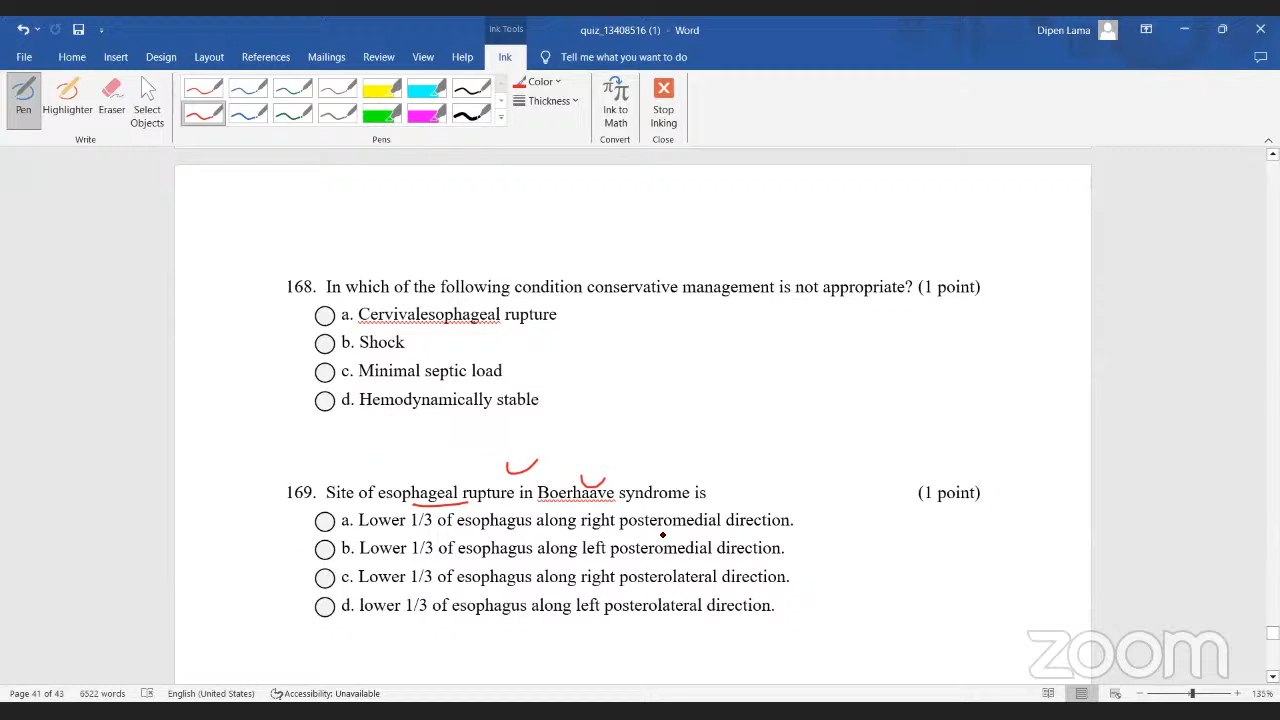 Ink Tools
quiz_13408516 (1) - Word
Dipen Lama
File Home Insert Design Layout References Mailings Review View Help Ink Tell me what you want to do
Pen Highlighter Eraser Select Objects
Color
Thickness
Ink to Math
Stop Inking
Write Pens Convert Close
168. In which of the following condition conservative management is not appropriate? (1 point)
a. Cervivalesophageal rupture
b. Shock
c. Minimal septic load
d. Hemodynamically stable
169. Site of esophageal rupture in Boerhaave syndrome is (1 point)
a. Lower 1/3 of esophagus along right posteromedial direction.
b. Lower 1/3 of esophagus along left posteromedial direction.
c. Lower 1/3 of esophagus along right posterolateral direction.
d. lower 1/3 of esophagus along left posterolateral direction.
zoom
Page 41 of 43 6522 words English (United States) Accessibility: Unavailable 135%